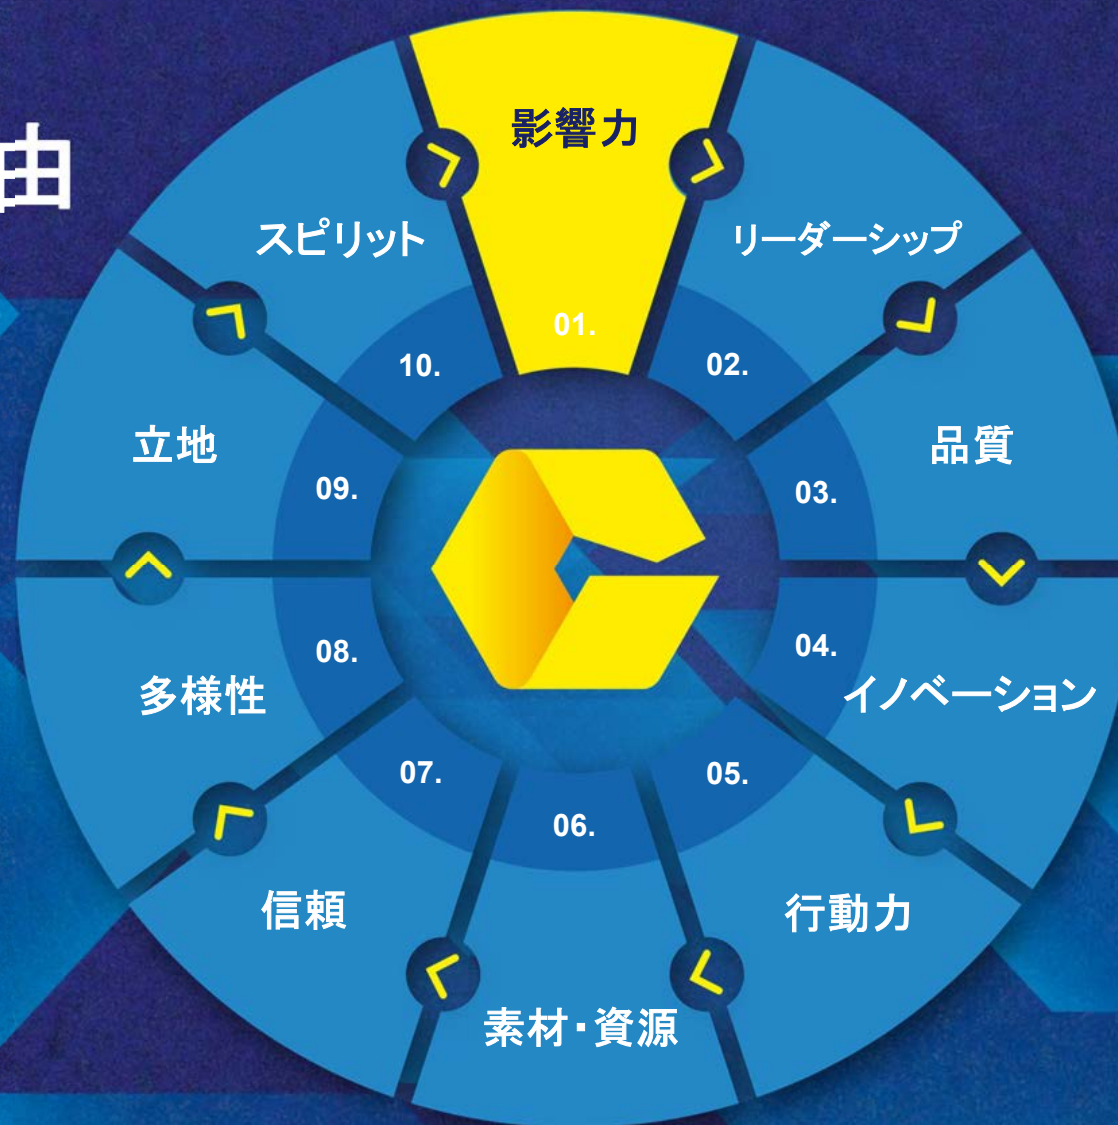 由
影響力
01.
リーダーシップ
02.
品質
03.
イノベーション
04.
行動力
05.
素材・資源
06.
信頼
07.
多様性
08.
立地
09.
スピリット
10.